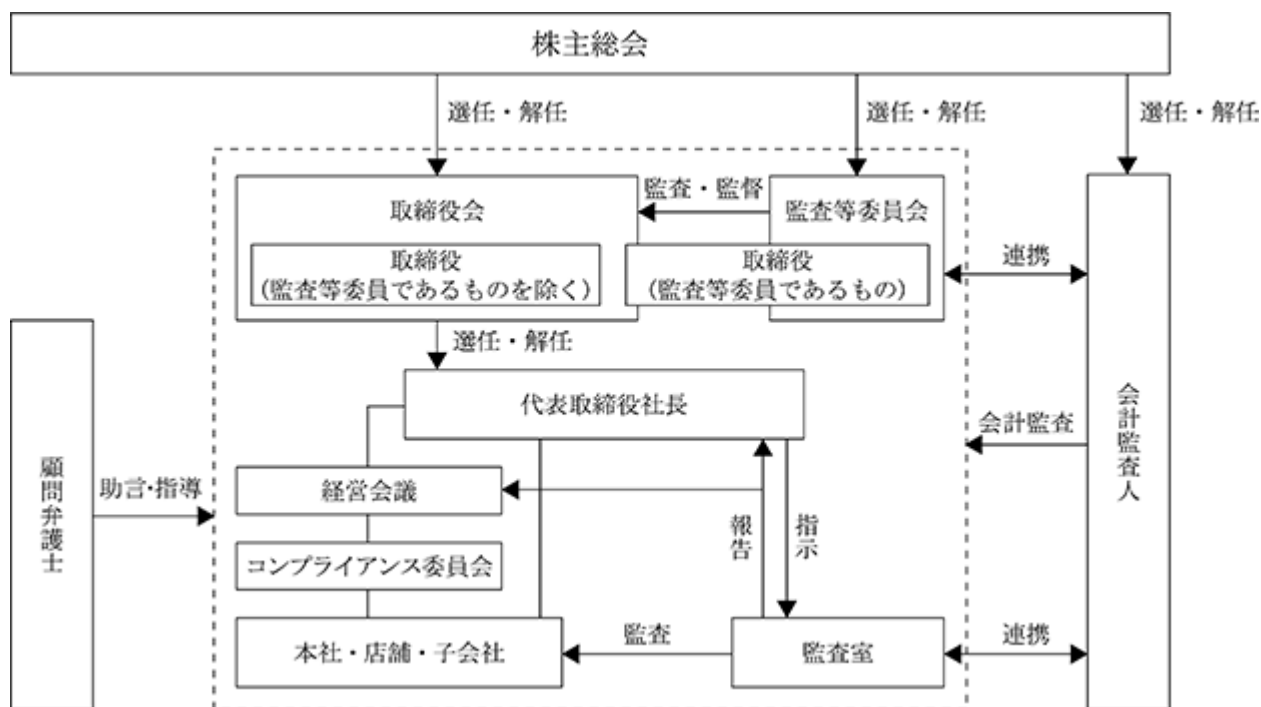 株主総会
選任・解任
選任・解任
選任・解任
取締役会
監査・監督
監査等委員会
取締役
(監査等委員であるものを除く)
取締役
(監査等委員であるもの)
連携
選任・解任
代表取締役社長
会計監査
会計監査人
顧問弁護士
助言・指導
経営会議
報告
指示
コンプライアンス委員会
本社・店舗・子会社
監査
監査室
連携